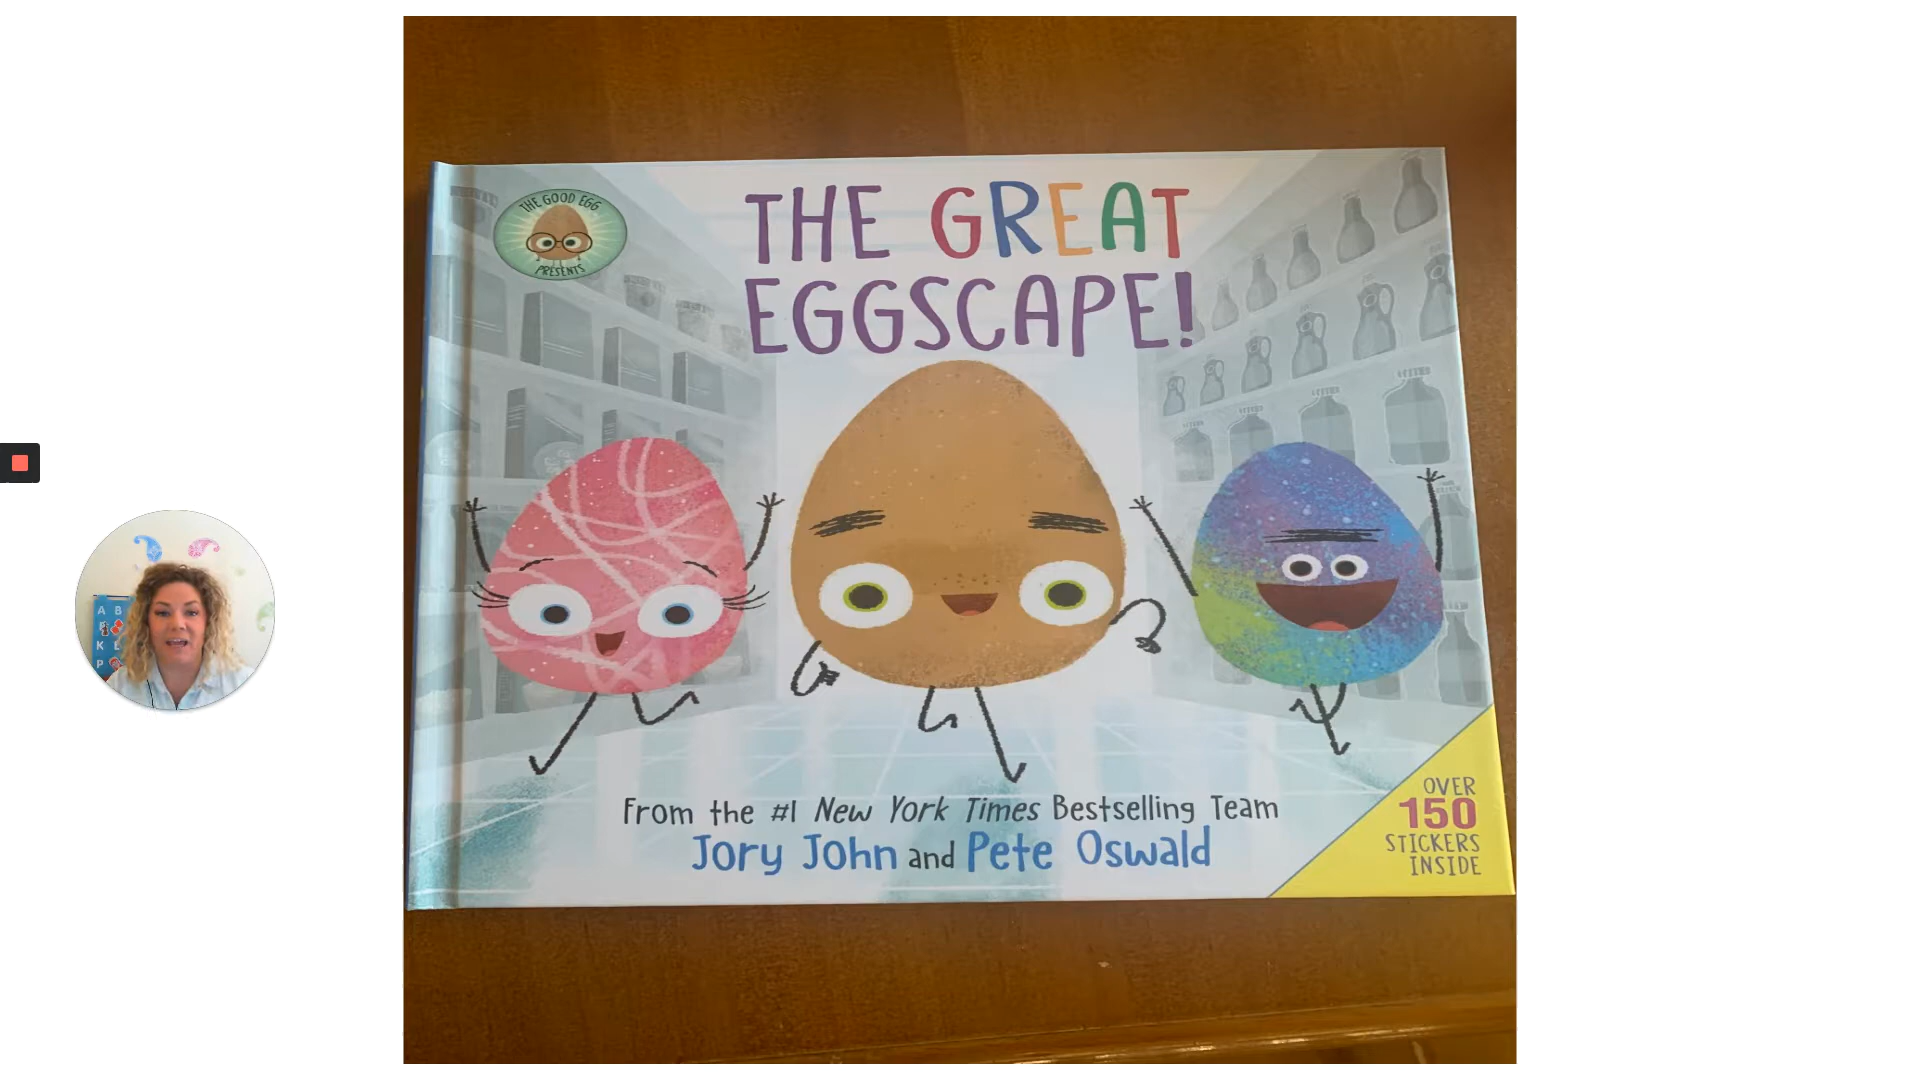 THE GOOD EGG
PRESENTS
THE GREAT
EGGSCAPE!
From the #1 New York Times Bestselling Team
Jory John and Pete Oswald
OVER
150
STICKERS
INSIDE
A B
K
P